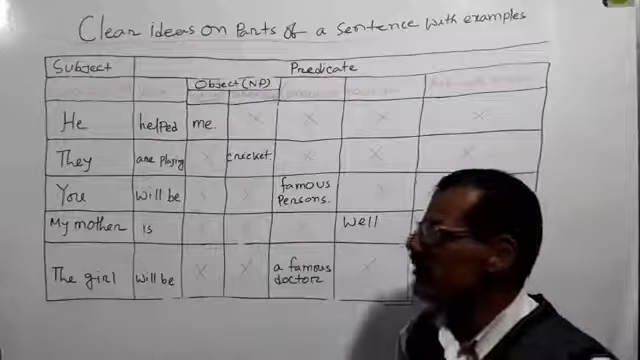 Clear ideas on Parts of a Sentence with examples
Subject Predicate
Object (NP)
He helped me. x x x x
They are playing x cricket. x x x
You will be x x famous Persons. x
My mother is x x x Well
The girl will be x x a famous doctor x